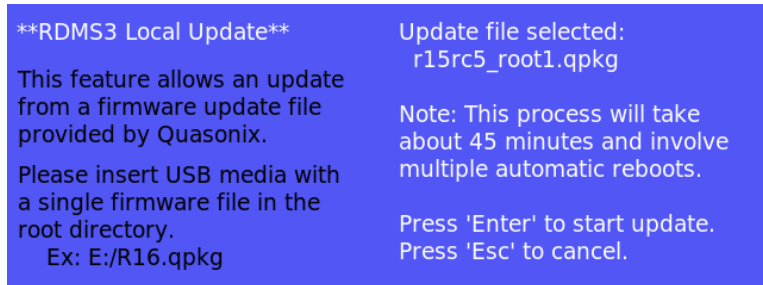 **RDMS3 Local Update**
This feature allows an update
from a firmware update file
provided by Quasonix.
Please insert USB media with
a single firmware file in the
root directory.
Ex: E:/R16.qpkg
Update file selected:
r15rc5_root1.qpkg
Note: This process will take
about 45 minutes and involve
multiple automatic reboots.
Press 'Enter' to start update.
Press 'Esc' to cancel.